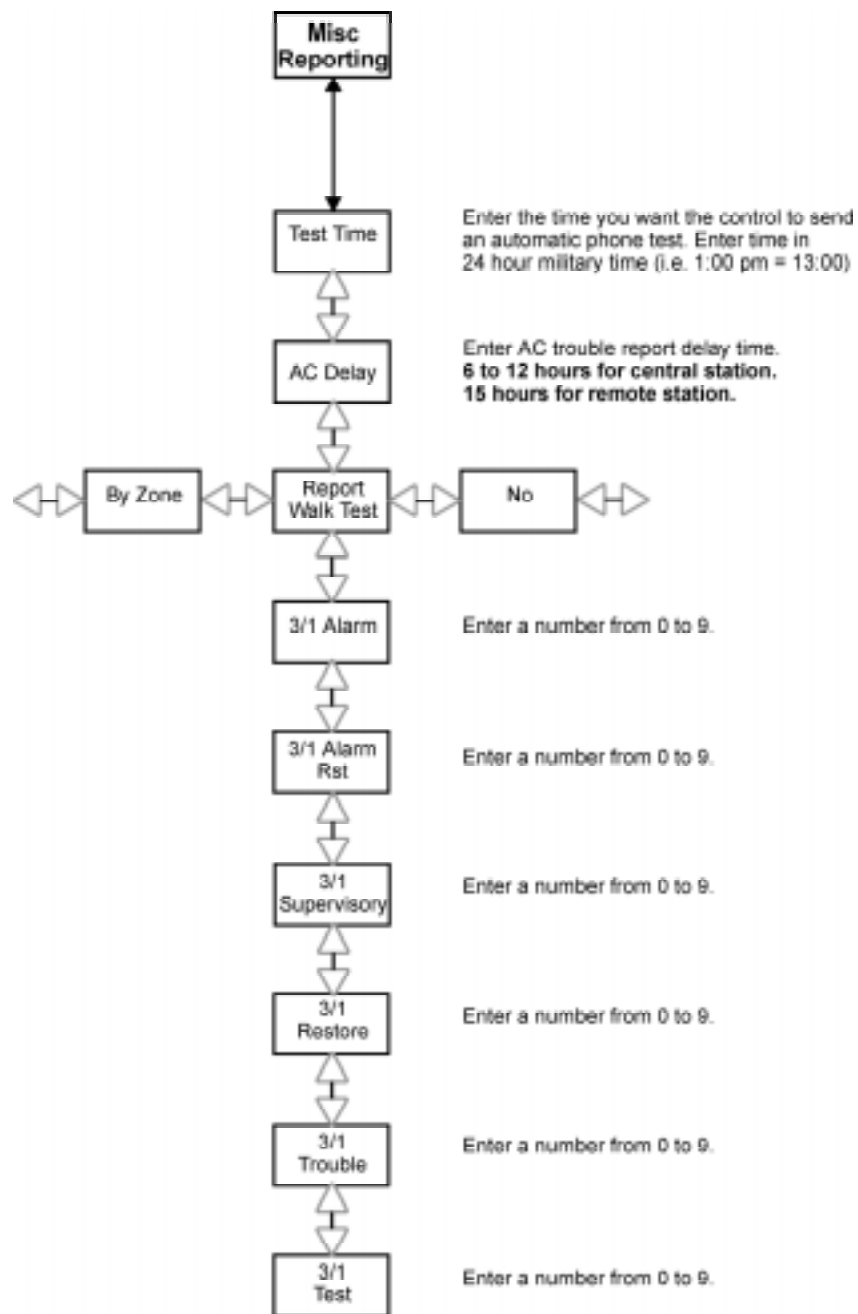 Misc
Reporting
Test Time
Enter the time you want the control to send
an automatic phone test. Enter time in
24 hour military time (i.e. 1:00 pm = 13:00)
AC Delay
Enter AC trouble report delay time.
6 to 12 hours for central station.
15 hours for remote station.
By Zone
Report
Walk Test
No
3/1 Alarm
Enter a number from 0 to 9.
3/1 Alarm
Rst
Enter a number from 0 to 9.
3/1
Supervisory
Enter a number from 0 to 9.
3/1
Restore
Enter a number from 0 to 9.
3/1
Trouble
Enter a number from 0 to 9.
3/1
Test
Enter a number from 0 to 9.